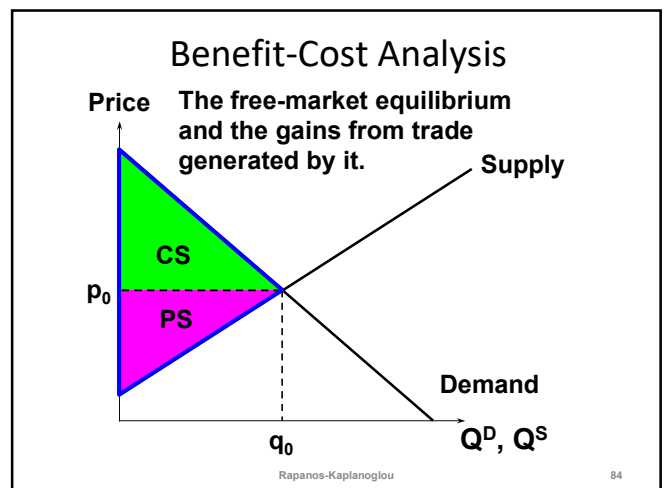 Benefit-Cost Analysis
Price
The free-market equilibrium
and the gains from trade
generated by it.
Supply
CS
p₀
PS
Demand
q₀
Qᴰ, Qˢ
Rapanos-Kaplanoglou
84